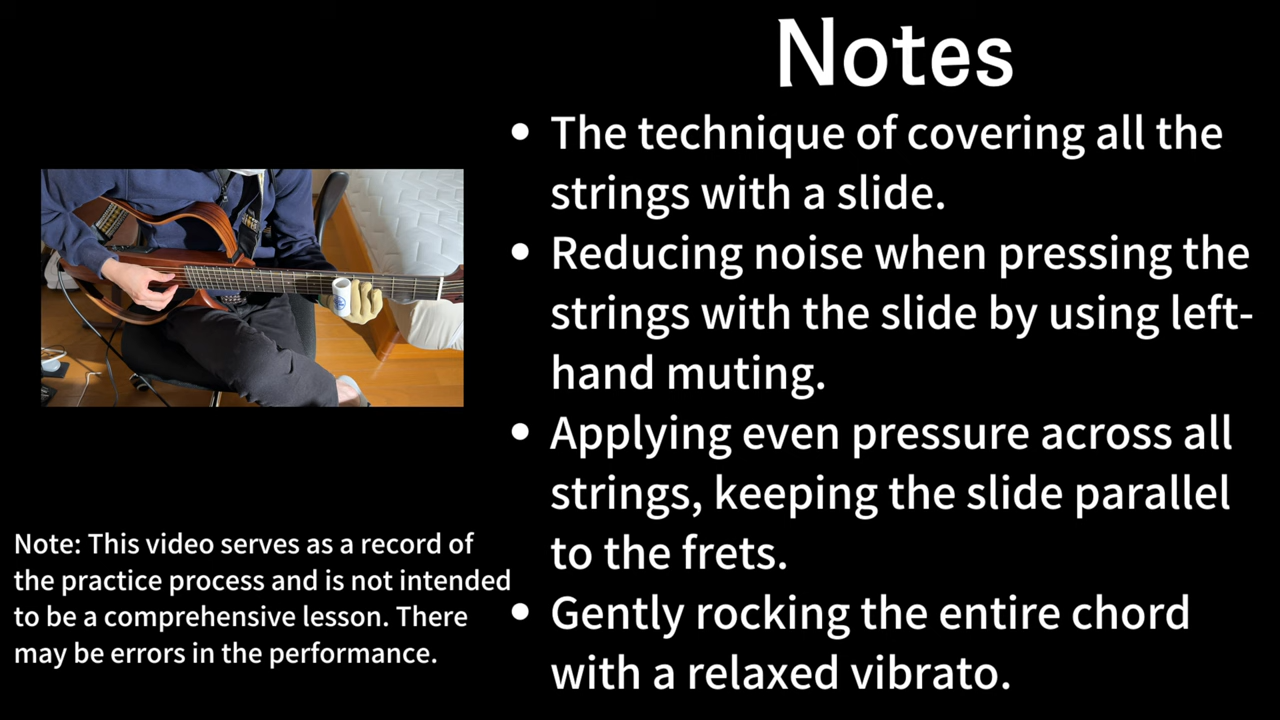 Notes
• The technique of covering all the
strings with a slide.
• Reducing noise when pressing the
strings with the slide by using left-
hand muting.
• Applying even pressure across all
strings, keeping the slide parallel
to the frets.
• Gently rocking the entire chord
with a relaxed vibrato.
Note: This video serves as a record of
the practice process and is not intended
to be a comprehensive lesson. There
may be errors in the performance.